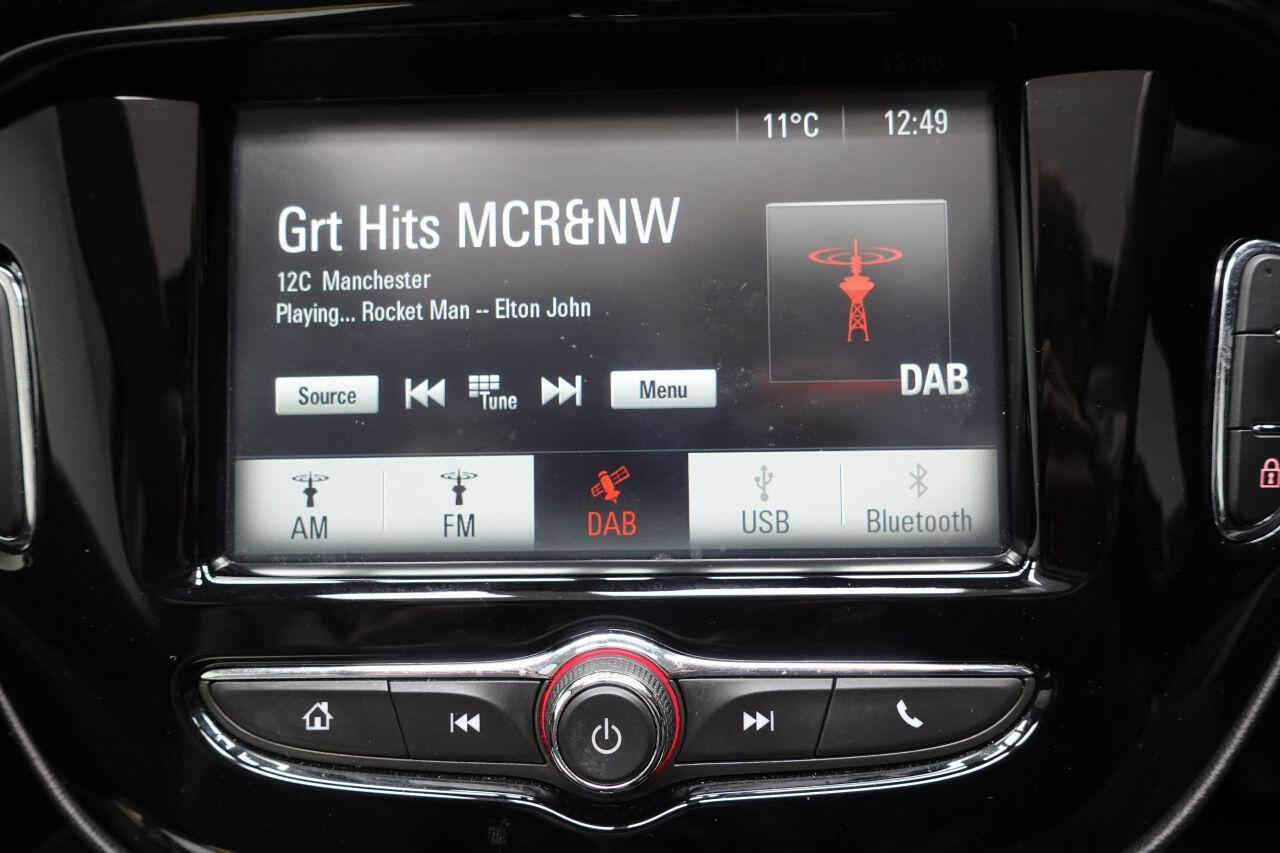 11°C 12:49
Grt Hits MCR&NW
12C Manchester
Playing... Rocket Man -- Elton John
Source Tune Menu
DAB
AM FM DAB USB Bluetooth